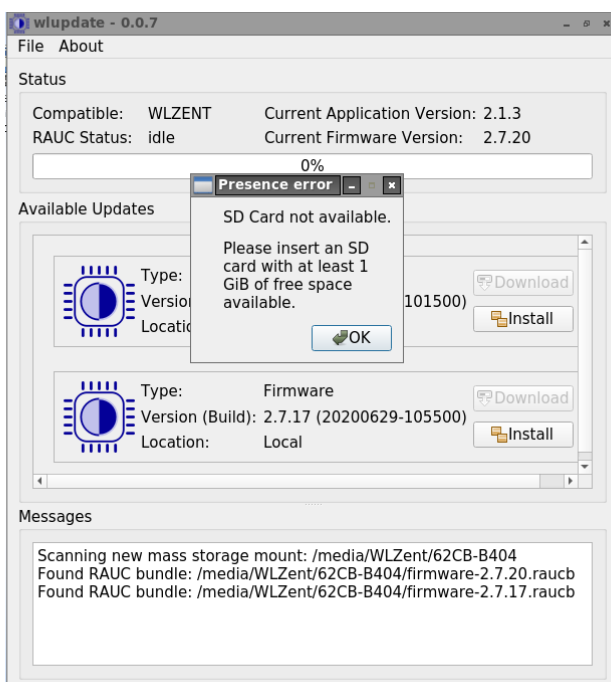 wlupdate - 0.0.7
File About
Status
Compatible: WLZENT Current Application Version: 2.1.3
RAUC Status: idle Current Firmware Version: 2.7.20
0%
Presence error
SD Card not available.
Please insert an SD
card with at least 1
GiB of free space
available.
OK
Available Updates
Type:
Download
101500)
Install
Type: Firmware
Download
Version (Build): 2.7.17 (20200629-105500)
Install
Location: Local
Messages
Scanning new mass storage mount: /media/WLZent/62CB-B404
Found RAUC bundle: /media/WLZent/62CB-B404/firmware-2.7.20.raucb
Found RAUC bundle: /media/WLZent/62CB-B404/firmware-2.7.17.raucb